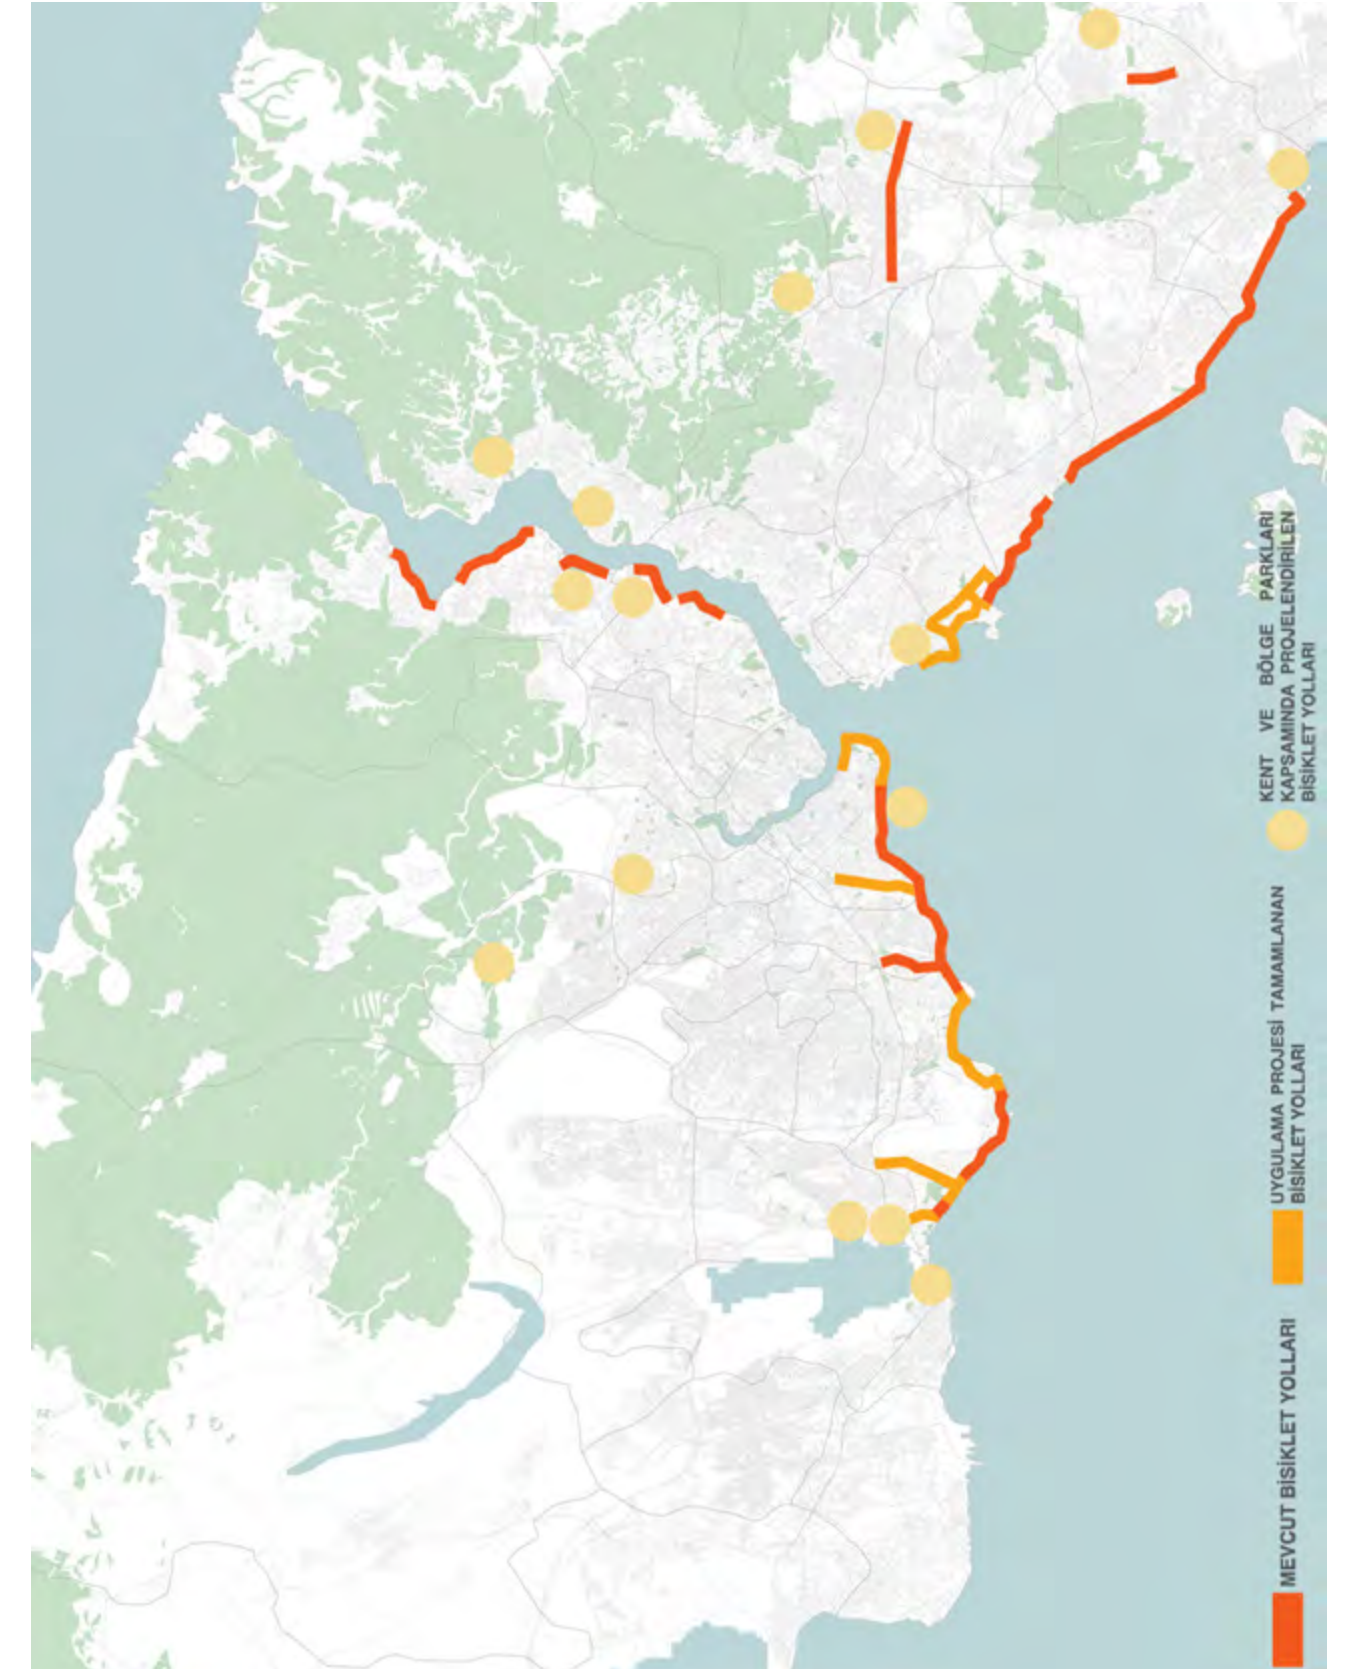 MEVCUT BİSİKLET YOLLARI
UYGULAMA PROJESİ TAMAMLANAN
BİSİKLET YOLLARI
KENT VE BÖLGE PARKLARI
KAPSAMINDA PROJELENDİRİLEN
BİSİKLET YOLLARI